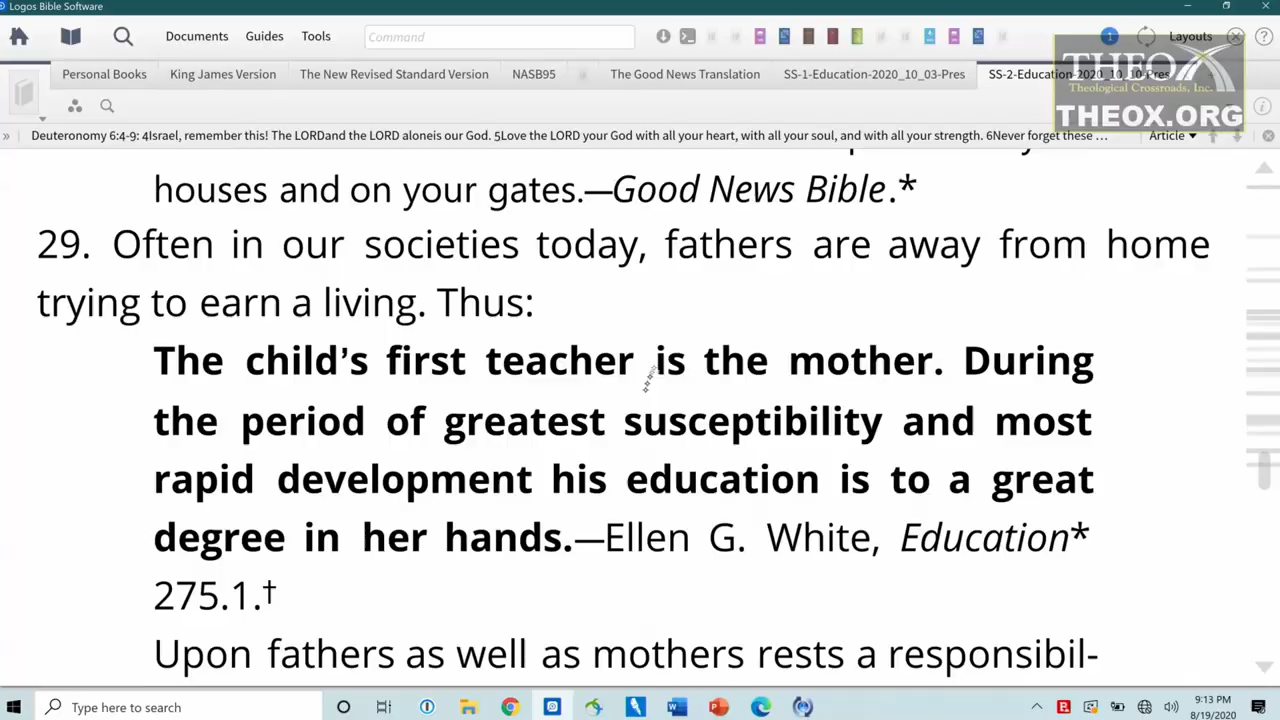 Logos Bible Software
Documents Guides Tools Command 1 Layouts
Personal Books King James Version The New Revised Standard Version NASB95 The Good News Translation SS-1-Education-2020_10_03-Pres SS-2-Education-2020_10_10-Pres
THEOX
Theological Crossroads, Inc.
THEOX.ORG
» Deuteronomy 6:4-9: 4Israel, remember this! The LORDand the LORD aloneis our God. 5Love the LORD your God with all your heart, with all your soul, and with all your strength. 6Never forget these ... Article
houses and on your gates.—Good News Bible.*
29. Often in our societies today, fathers are away from home
trying to earn a living. Thus:
The child’s first teacher is the mother. During
the period of greatest susceptibility and most
rapid development his education is to a great
degree in her hands.—Ellen G. White, Education*
275.1.†
Upon fathers as well as mothers rests a responsibil-
Type here to search
9:13 PM
8/19/2020